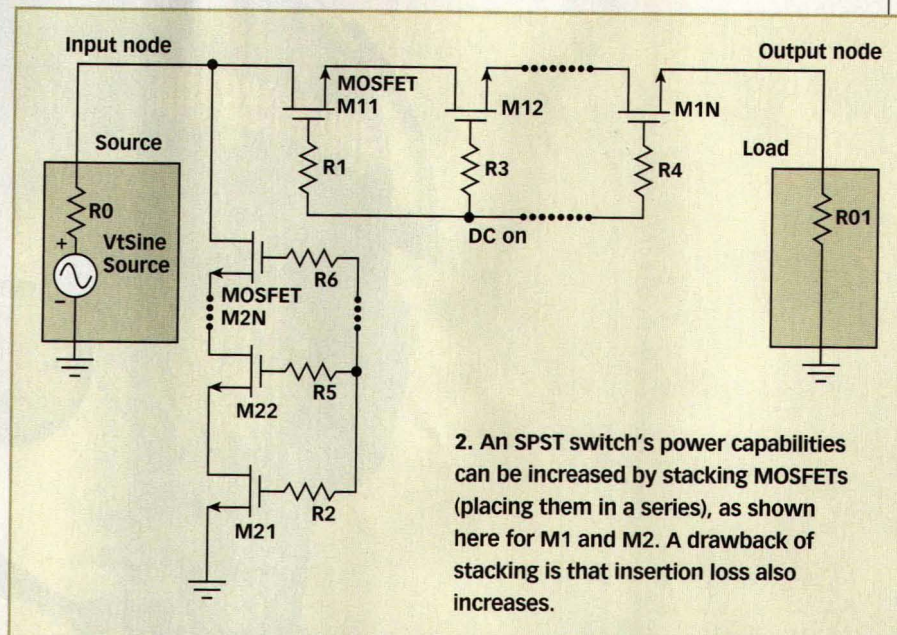 Input node
Output node
MOSFET
M11
M12
M1N
Source
Load
R1
R3
R4
R0
R01
+
VtSine
Source
–
DC on
R6
MOSFET
M2N
R5
M22
R2
M21
2. An SPST switch's power capabilities
can be increased by stacking MOSFETs
(placing them in a series), as shown
here for M1 and M2. A drawback of
stacking is that insertion loss also
increases.